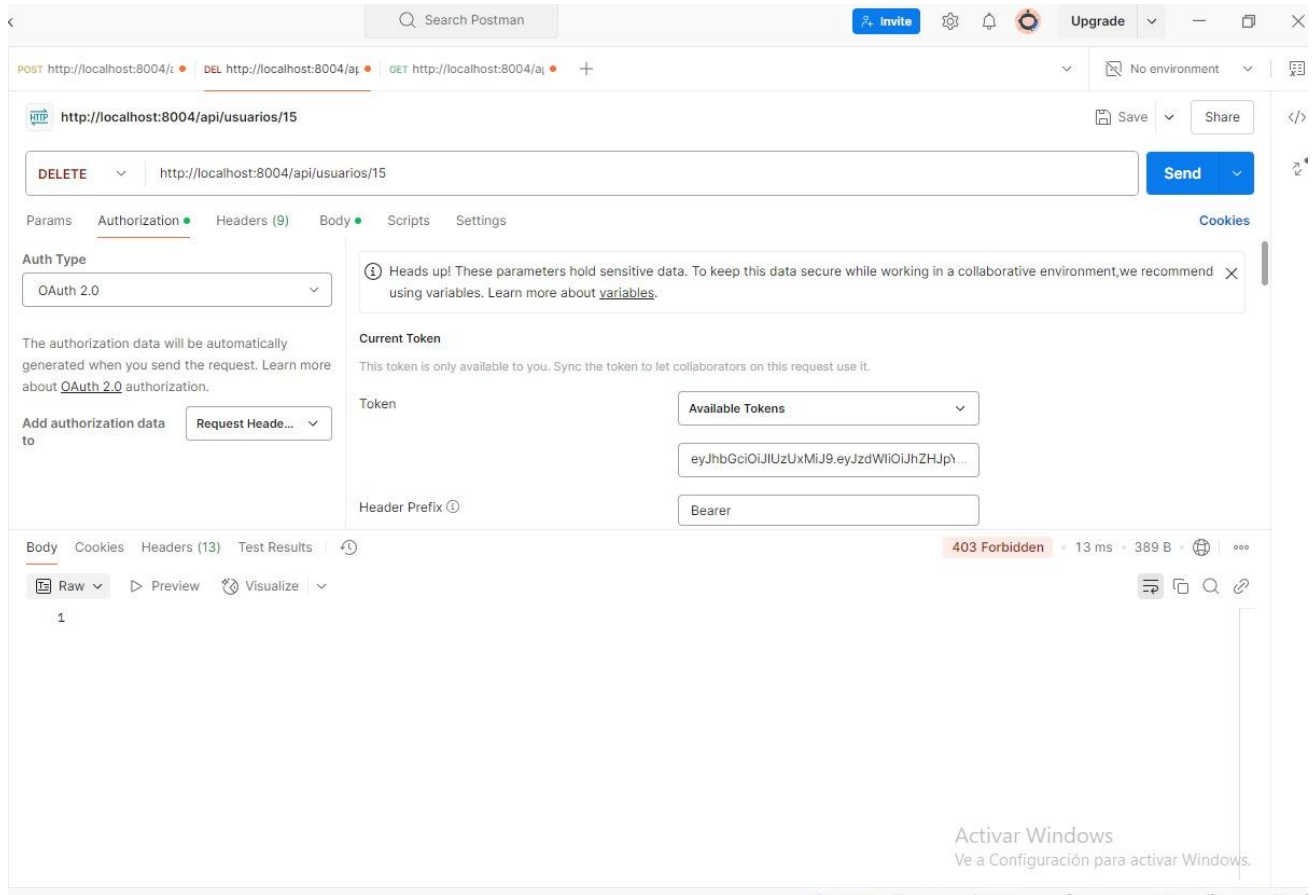 Search Postman
Invite
Upgrade
POST http://localhost:8004/a
DEL http://localhost:8004/ap
GET http://localhost:8004/a
No environment
HTTP http://localhost:8004/api/usuarios/15
Save
Share
DELETE http://localhost:8004/api/usuarios/15
Send
Params Authorization Headers (9) Body Scripts Settings
Cookies
Auth Type
OAuth 2.0
The authorization data will be automatically
generated when you send the request. Learn more
about OAuth 2.0 authorization.
Add authorization data
to
Request Heade...
Heads up! These parameters hold sensitive data. To keep this data secure while working in a collaborative environment,we recommend
using variables. Learn more about variables.
Current Token
This token is only available to you. Sync the token to let collaborators on this request use it.
Token
Available Tokens
eyJhbGciOiJIUzUxMiJ9.eyJzdWIiOiJhZHJpY...
Header Prefix
Bearer
Body Cookies Headers (13) Test Results
403 Forbidden 13 ms 389 B
Raw Preview Visualize
1
Activar Windows
Ve a Configuración para activar Windows.